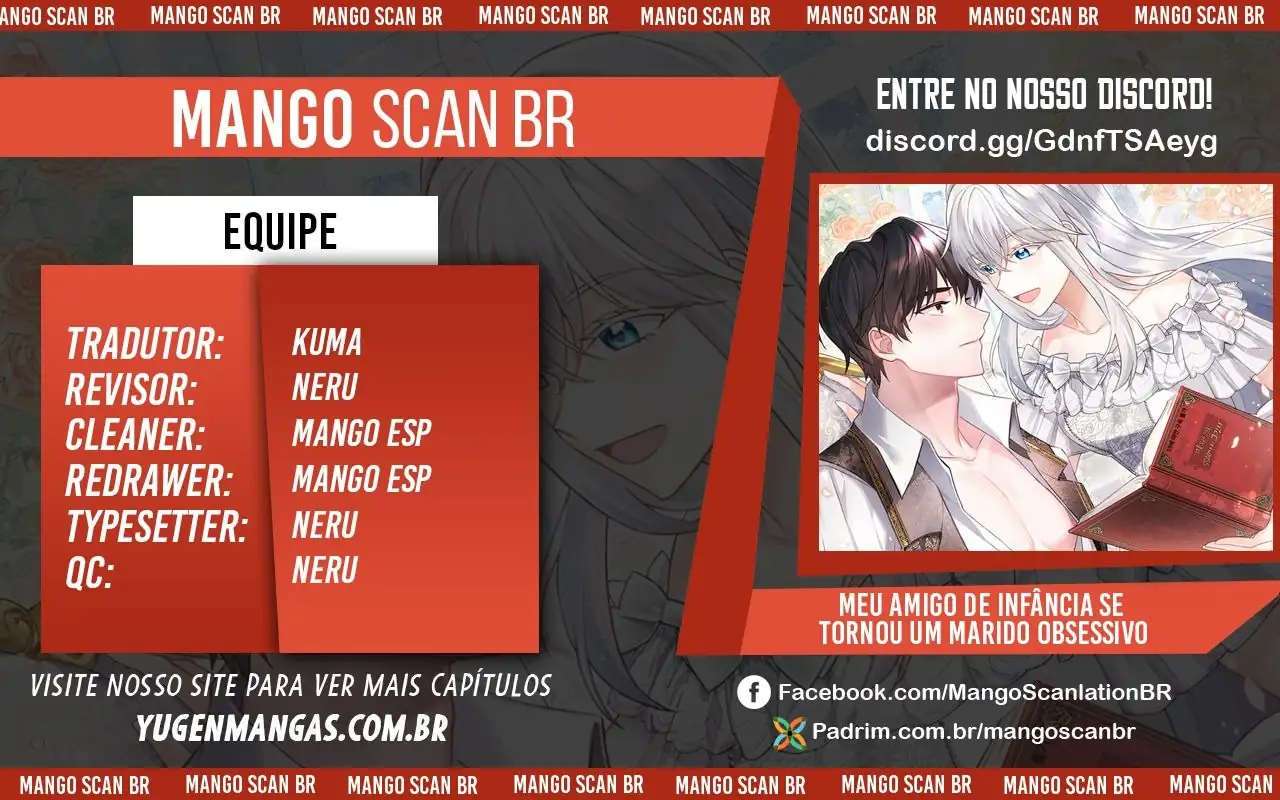 MANGO SCAN BR MANGO SCAN BR MANGO SCAN BR MANGO SCAN BR MANGO SCAN BR MANGO SCAN BR MANGO SCAN BR
MANGO SCAN BR
ENTRE NO NOSSO DISCORD!
discord.gg/GdnfTSAeyg
EQUIPE
TRADUTOR: KUMA
REVISOR: NERU
CLEANER: MANGO ESP
REDRAWER: MANGO ESP
TYPESETTER: NERU
QC: NERU
MEU AMIGO DE INFÂNCIA SE
TORNOU UM MARIDO OBSESSIVO
VISITE NOSSO SITE PARA VER MAIS CAPÍTULOS
YUGENMANGAS.COM.BR
Facebook.com/MangoScanlationBR
Padrim.com.br/mangoscanbr
MANGO SCAN BR MANGO SCAN BR MANGO SCAN BR MANGO SCAN BR MANGO SCAN BR MANGO SCAN BR MANGO SCAN BR MANGO SCAN